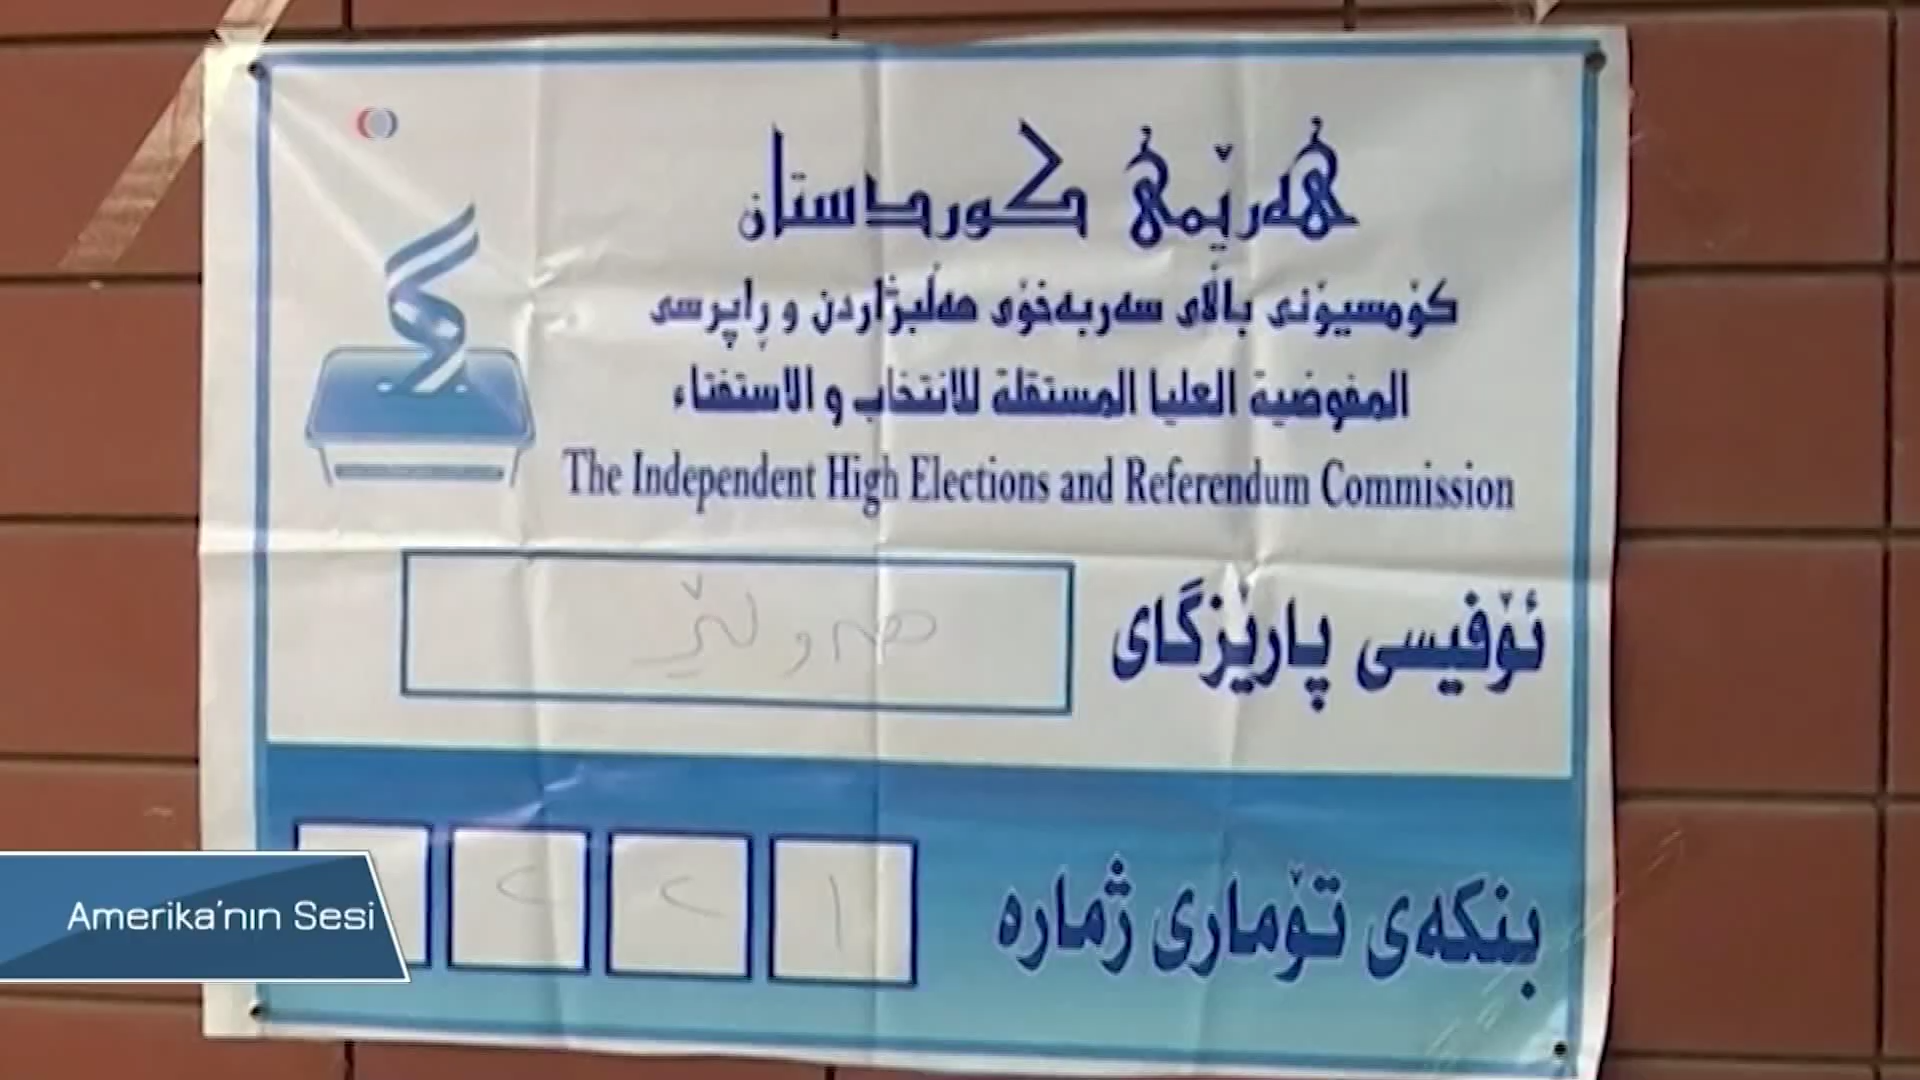 هەرێمی کوردستان
کۆمسیۆنی باڵای سەربەخۆی هەڵبژاردن و ڕاپرسی
المفوضية العليا المستقلة للانتخاب و الاستفتاء
The Independent High Elections and Referendum Commission
ئۆفیسی پارێزگای هەولێر
بنکەی تۆماری ژمارە
Amerika'nın Sesi